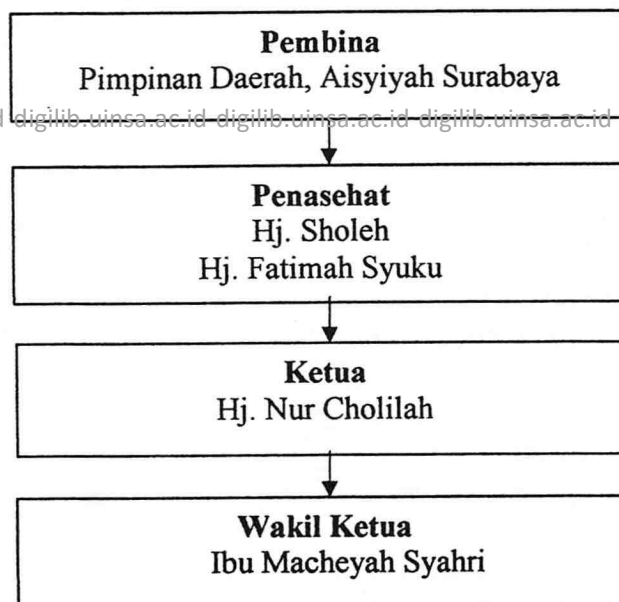 Pembina
Pimpinan Daerah, Aisyiyah Surabaya
digilib.uinsa.ac.id digilib.uinsa.ac.id digilib.uinsa.ac.id
Penasehat
Hj. Sholeh
Hj. Fatimah Syuku
Ketua
Hj. Nur Cholilah
Wakil Ketua
Ibu Macheyah Syahri